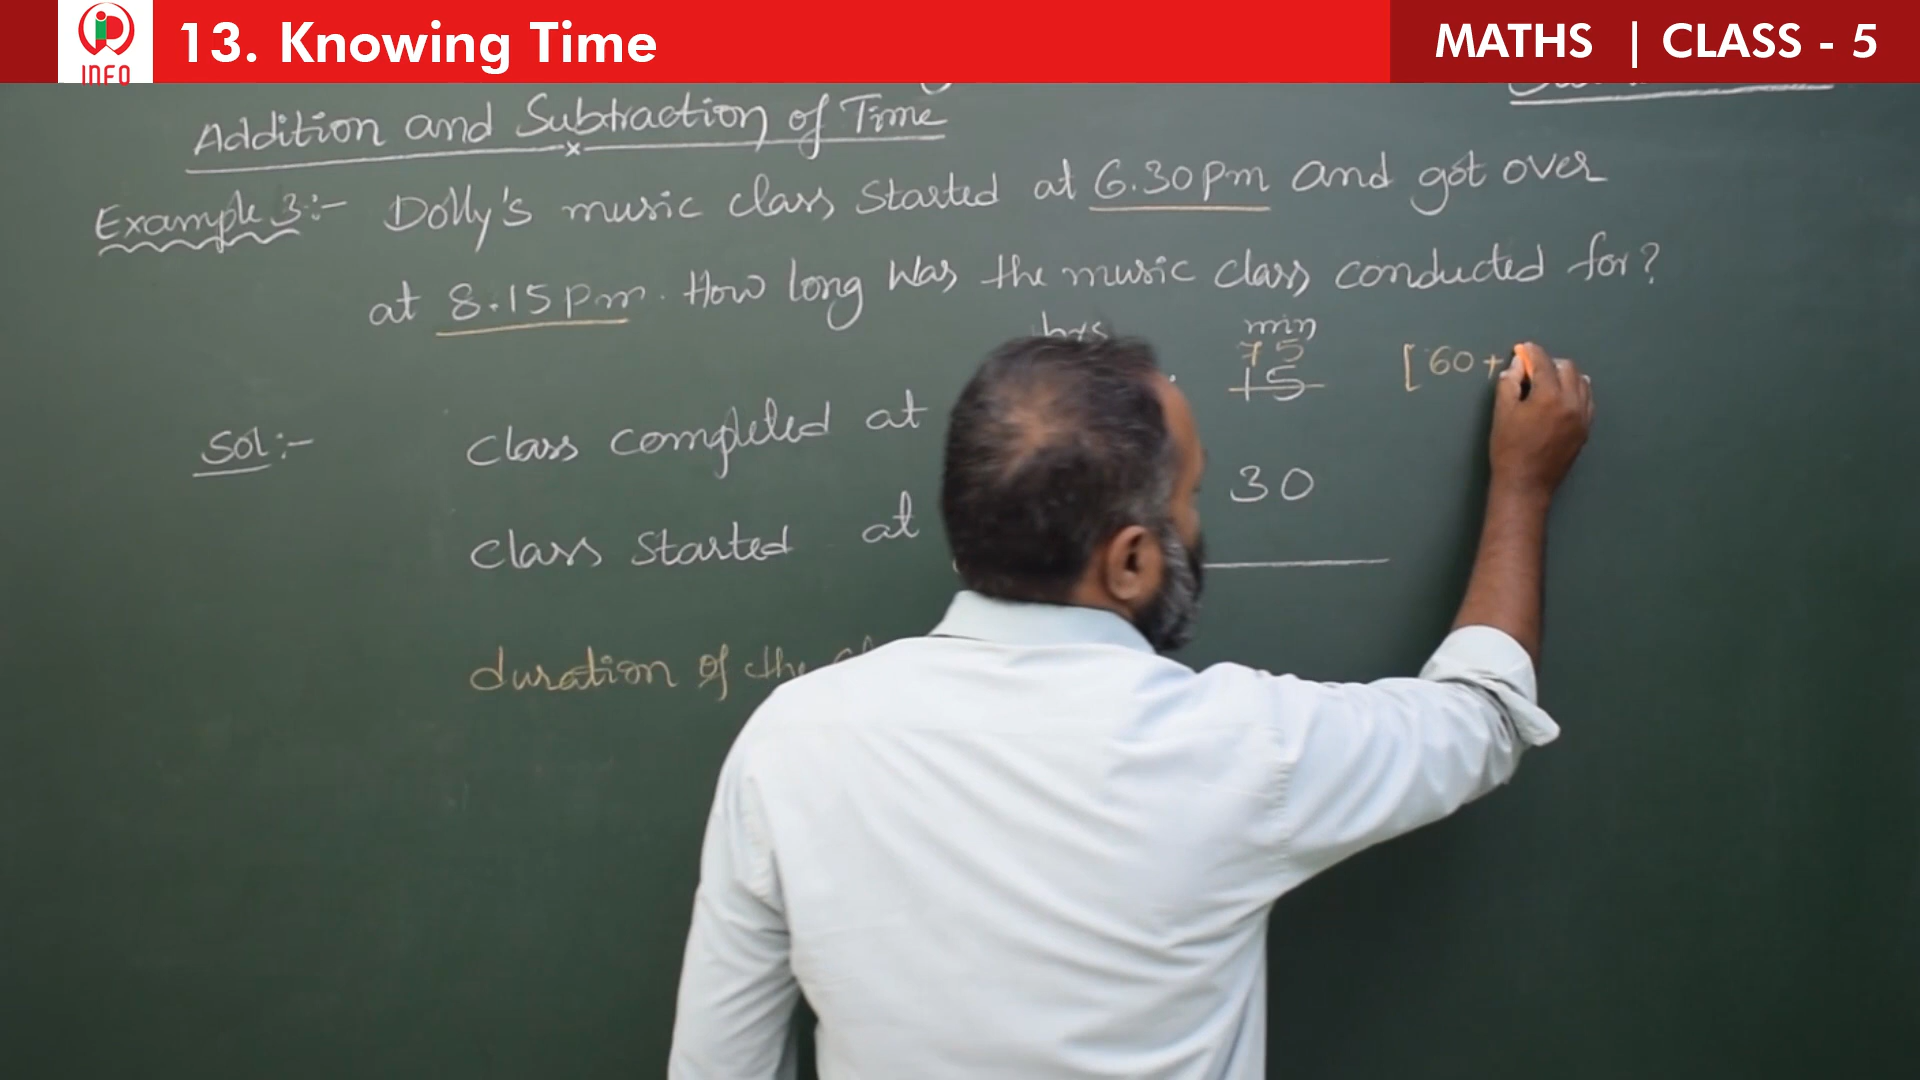 INFO
13. Knowing Time
MATHS | CLASS - 5
Addition and Subtraction of Time
Example 3:- Dolly's music class started at 6.30pm and got over
at 8.15pm. How long was the music class conducted for?
hrs min
75
Sol:- Class completed at 15 [60+
Class started at 30
duration of the